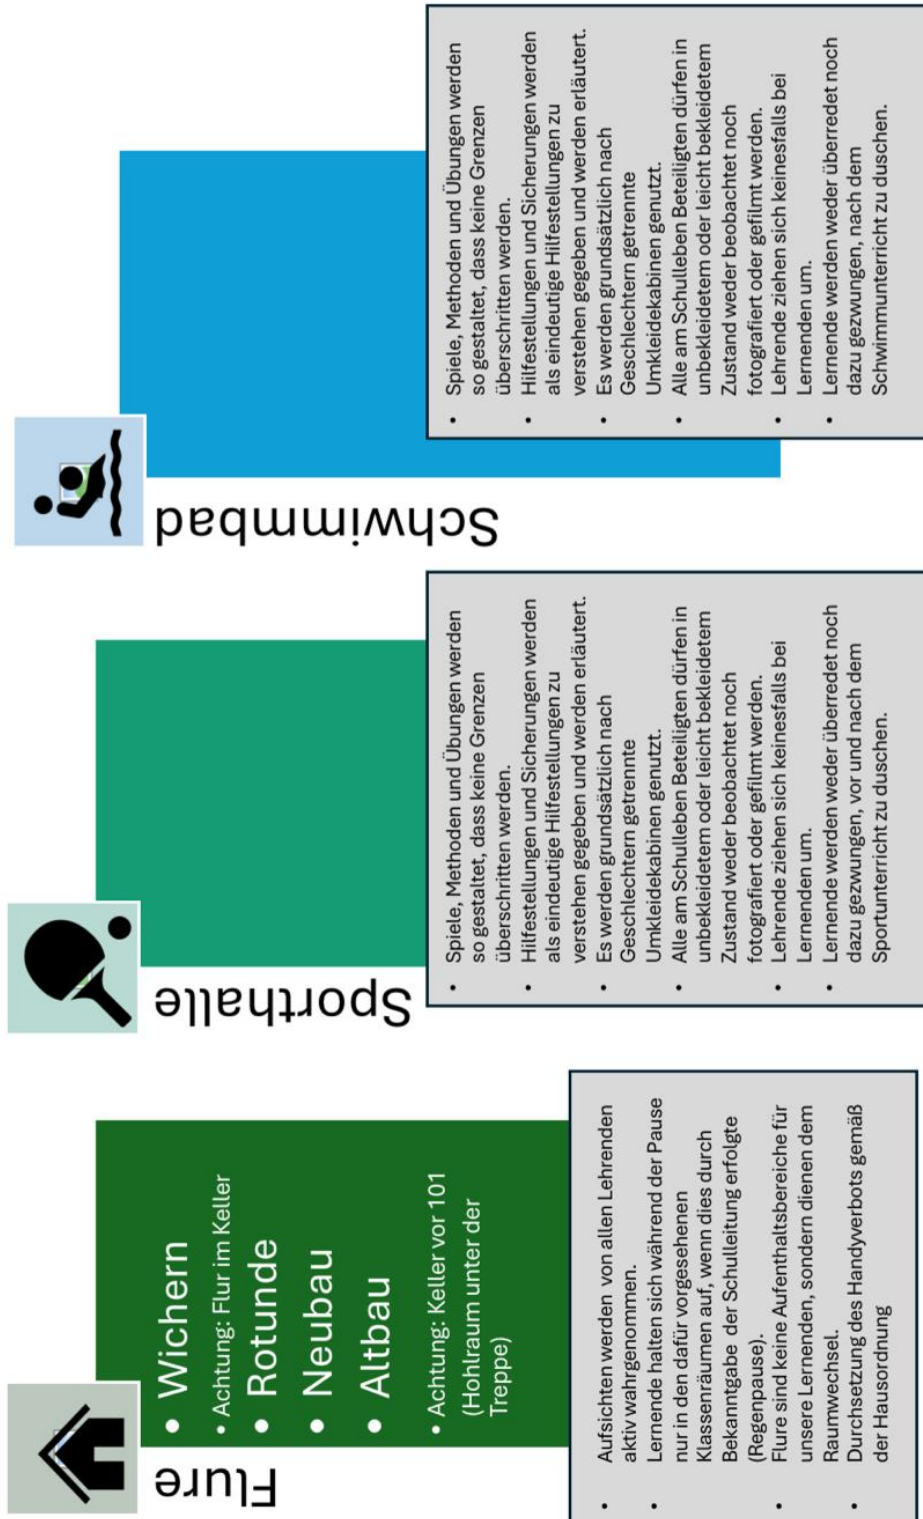 Flure
• Wichern
• Achtung: Flur im Keller
• Rotunde
• Neubau
• Altbau
• Achtung: Keller vor 101
(Hohlraum unter der
Treppe)
• Aufsichten werden von allen Lehrenden
aktiv wahrgenommen.
• Lernende halten sich während der Pause
nur in den dafür vorgesehenen
Klassenräumen auf, wenn dies durch
Bekanntgabe der Schulleitung erfolgte
(Regenpause).
• Flure sind keine Aufenthaltsbereiche für
unsere Lernenden, sondern dienen dem
Raumwechsel.
• Durchsetzung des Handyverbots gemäß
der Hausordnung
Sporthalle
• Spiele, Methoden und Übungen werden
so gestaltet, dass keine Grenzen
überschritten werden.
• Hilfestellungen und Sicherungen werden
als eindeutige Hilfestellungen zu
verstehen gegeben und werden erläutert.
• Es werden grundsätzlich nach
Geschlechtern getrennte
Umkleidekabinen genutzt.
• Alle am Schulleben Beteiligten dürfen in
unbekleidetem oder leicht bekleidetem
Zustand weder beobachtet noch
fotografiert oder gefilmt werden.
• Lehrende ziehen sich keinesfalls bei
Lernenden um.
• Lernende werden weder überredet noch
dazu gezwungen, vor und nach dem
Sportunterricht zu duschen.
Schwimmbad
• Spiele, Methoden und Übungen werden
so gestaltet, dass keine Grenzen
überschritten werden.
• Hilfestellungen und Sicherungen werden
als eindeutige Hilfestellungen zu
verstehen gegeben und werden erläutert.
• Es werden grundsätzlich nach
Geschlechtern getrennte
Umkleidekabinen genutzt.
• Alle am Schulleben Beteiligten dürfen in
unbekleidetem oder leicht bekleidetem
Zustand weder beobachtet noch
fotografiert oder gefilmt werden.
• Lehrende ziehen sich keinesfalls bei
Lernenden um.
• Lernende werden weder überredet noch
dazu gezwungen, nach dem
Schwimmunterricht zu duschen.